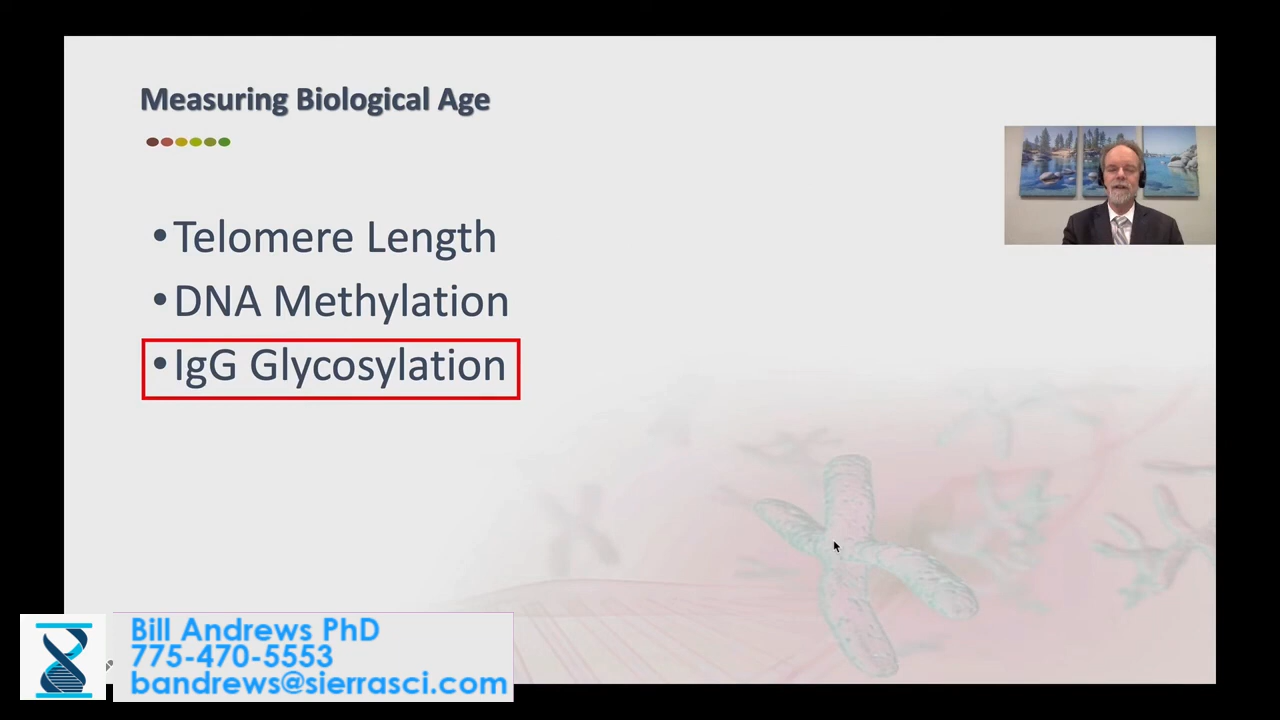 Measuring Biological Age
•Telomere Length
•DNA Methylation
•IgG Glycosylation
Bill Andrews PhD
775-470-5553
bandrews@sierrasci.com